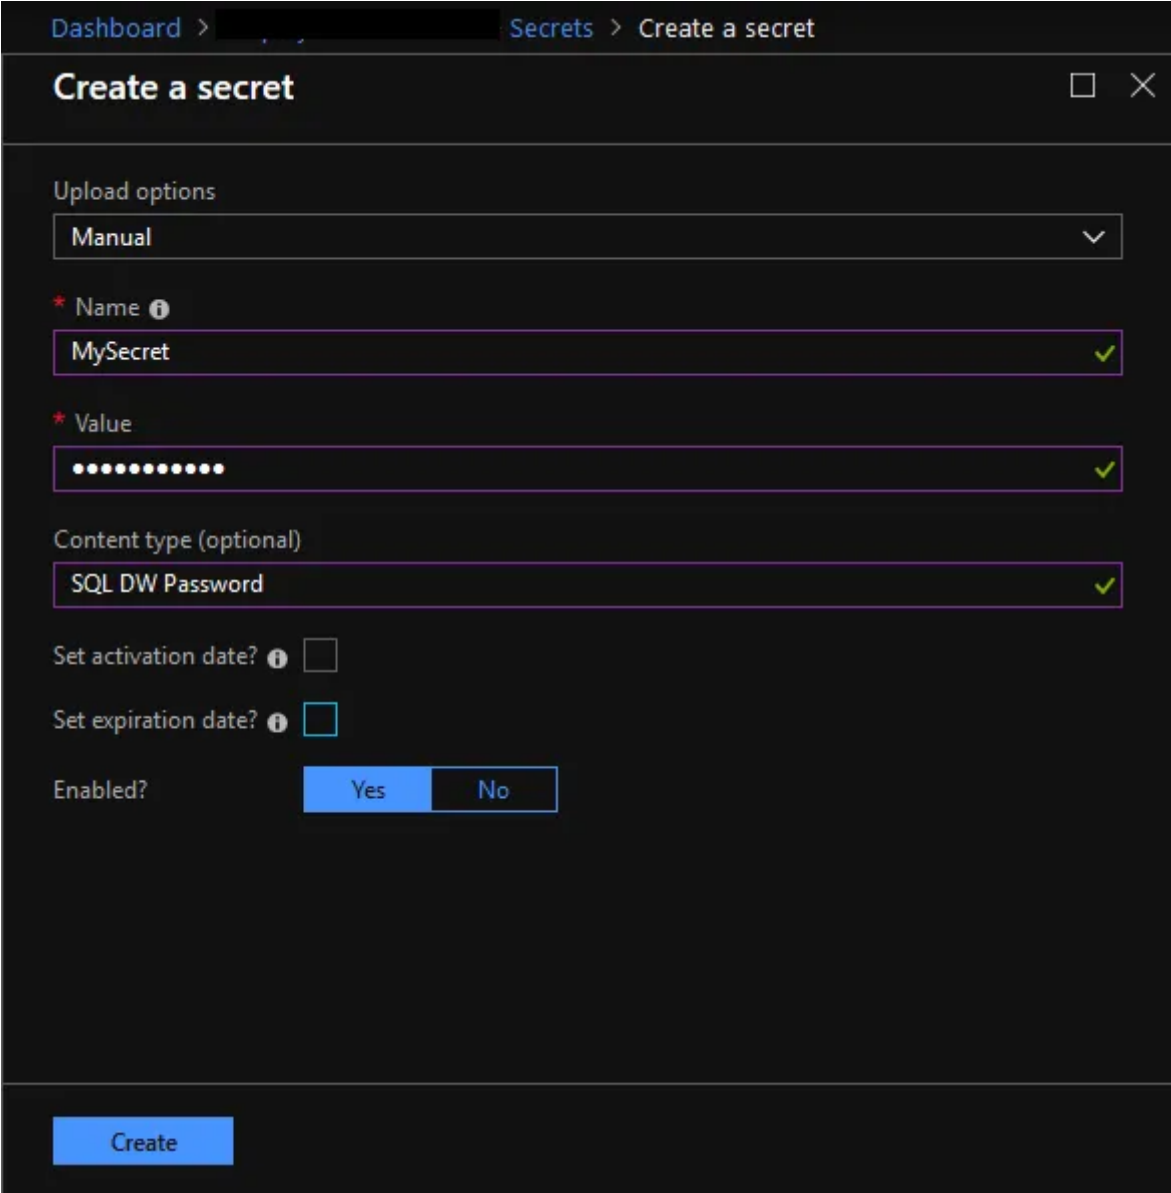 Dashboard > Secrets > Create a secret
Create a secret
Upload options
Manual
* Name
MySecret
* Value
•••••••••••
Content type (optional)
SQL DW Password
Set activation date?
Set expiration date?
Enabled? Yes No
Create